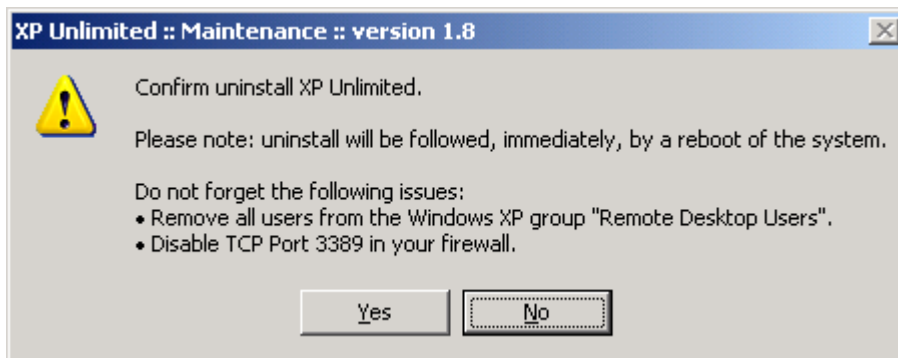 XP Unlimited :: Maintenance :: version 1.8
Confirm uninstall XP Unlimited.
Please note: uninstall will be followed, immediately, by a reboot of the system.
Do not forget the following issues:
• Remove all users from the Windows XP group "Remote Desktop Users".
• Disable TCP Port 3389 in your firewall.
Yes No